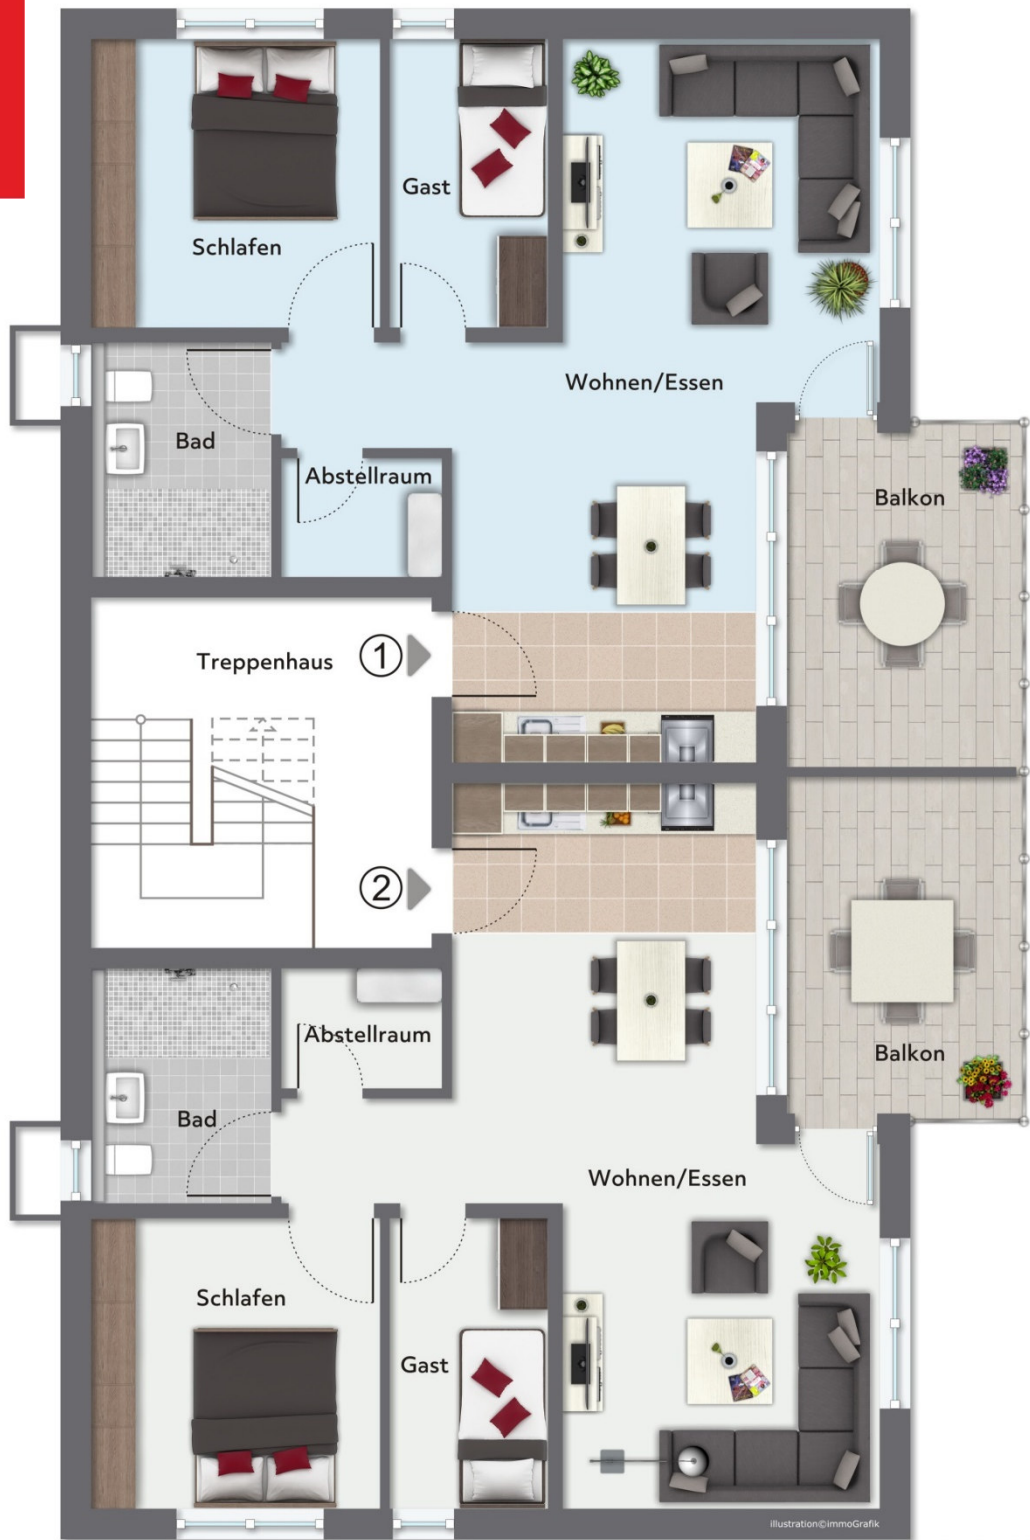 Gast
Schlafen
Wohnen/Essen
Bad
Abstellraum
Balkon
Treppenhaus
1
2
Abstellraum
Balkon
Bad
Wohnen/Essen
Schlafen
Gast
illustration©immoGrafik